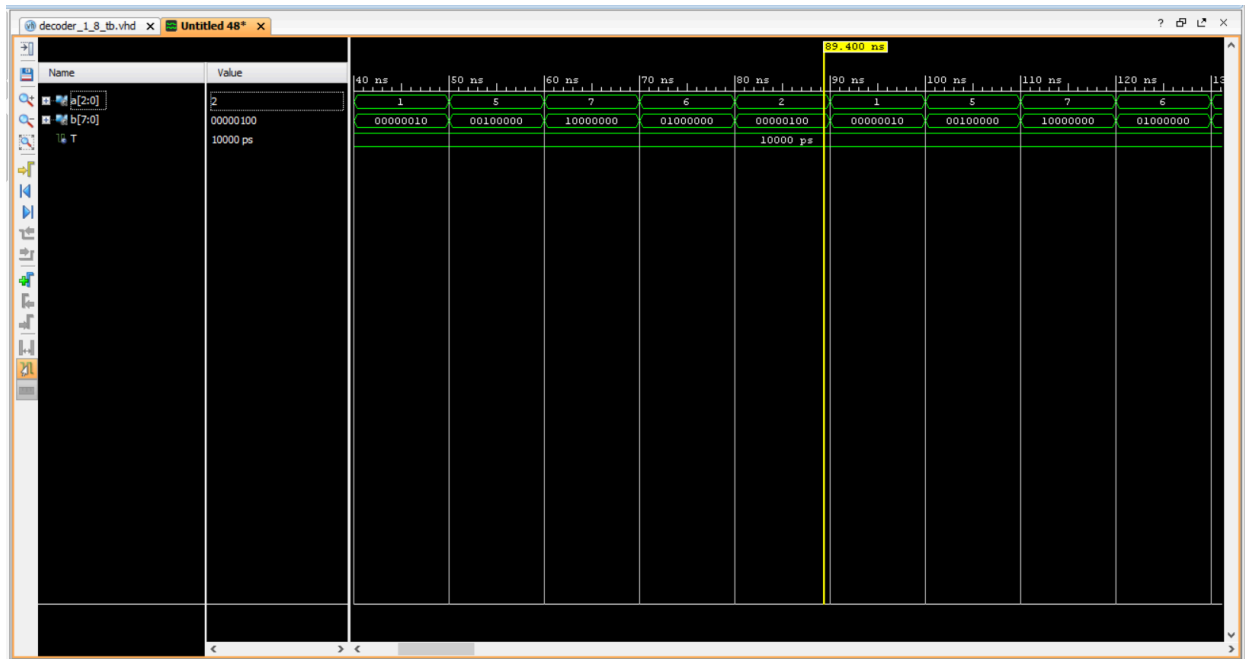 decoder_1_8_tb.vhd x Untitled 48* x ?
89.400 ns
Name Value
40 ns 50 ns 60 ns 70 ns 80 ns 90 ns 100 ns 110 ns 120 ns 13
a[2:0] 2 1 5 7 6 2 1 5 7 6
b[7:0] 00000100 00000010 00100000 10000000 01000000 00000100 00000010 00100000 10000000 01000000
T 10000 ps 10000 ps